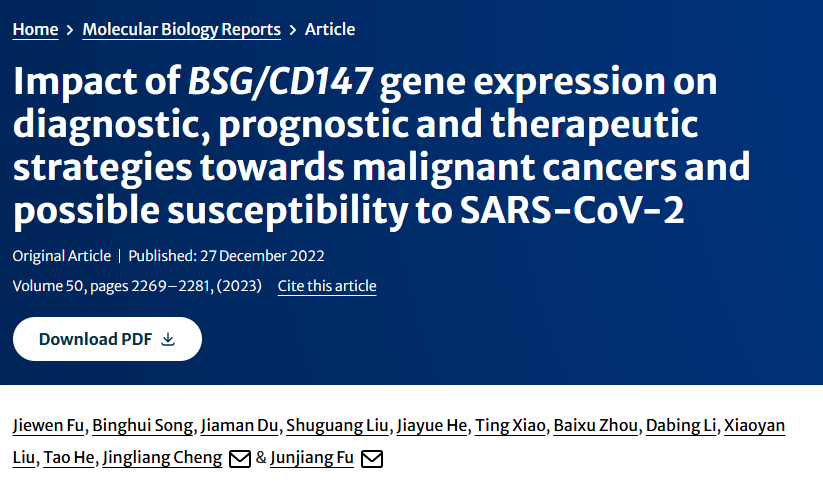 Home > Molecular Biology Reports > Article
Impact of BSG/CD147 gene expression on
diagnostic, prognostic and therapeutic
strategies towards malignant cancers and
possible susceptibility to SARS-CoV-2
Original Article | Published: 27 December 2022
Volume 50, pages 2269–2281, (2023) Cite this article
Download PDF
Jiewen Fu, Binghui Song, Jiaman Du, Shuguang Liu, Jiayue He, Ting Xiao, Baixu Zhou, Dabing Li, Xiaoyan
Liu, Tao He, Jingliang Cheng & Junjiang Fu